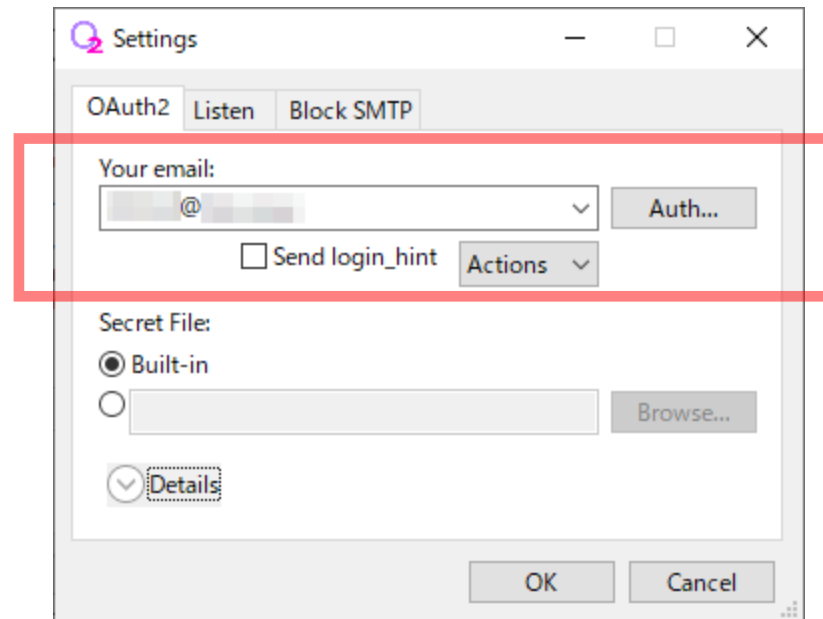 Settings
OAuth2 Listen Block SMTP
Your email:
@
Auth...
Send login_hint
Actions
Secret File:
Built-in
Browse...
Details
OK Cancel